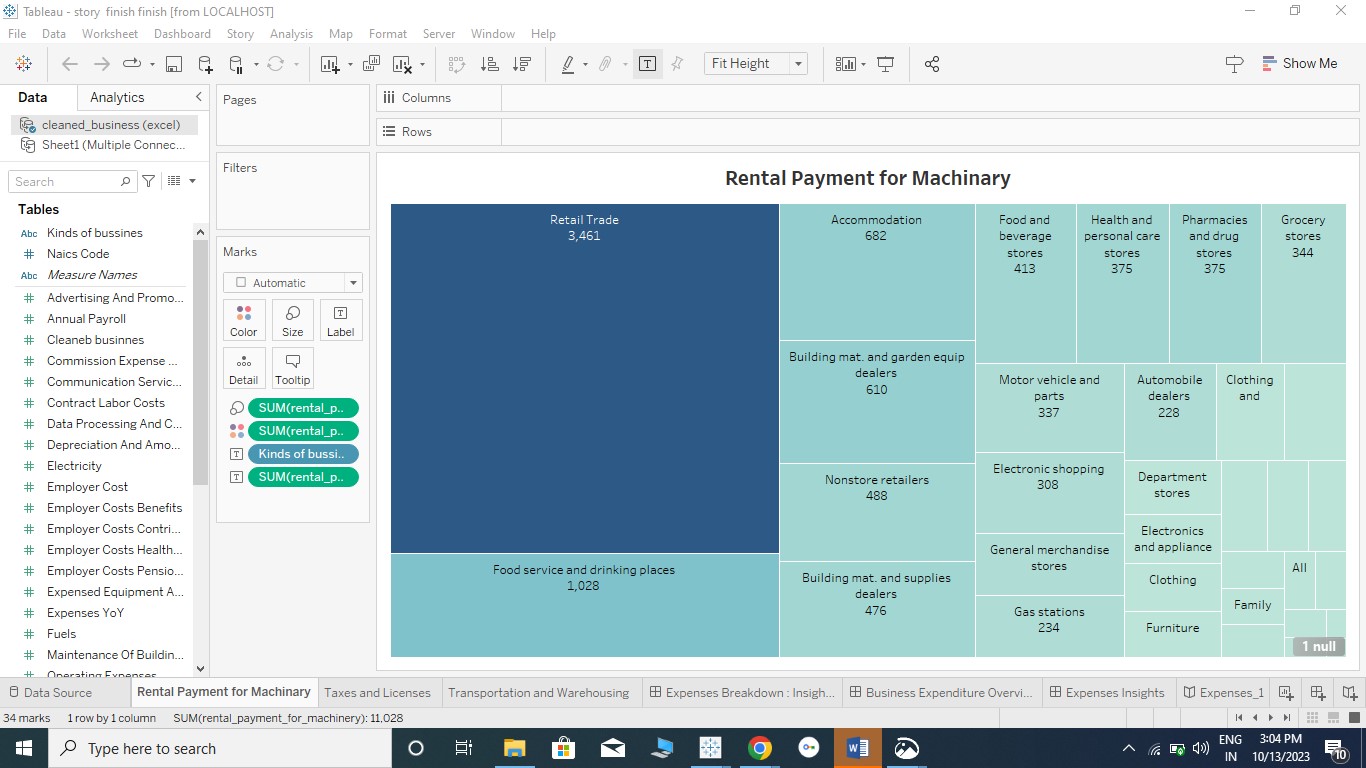 Tableau - story  finish finish [from LOCALHOST]
File Data Worksheet Dashboard Story Analysis Map Format Server Window Help
Fit Height
Show Me
Data Analytics
cleaned_business (excel)
Sheet1 (Multiple Connec...
Search
Tables
Abc Kinds of bussines
# Naics Code
Abc Measure Names
# Advertising And Promo...
# Annual Payroll
# Cleaneb businnes
# Commission Expense ...
# Communication Servic...
# Contract Labor Costs
# Data Processing And C...
# Depreciation And Amo...
# Electricity
# Employer Cost
# Employer Costs Benefits
# Employer Costs Contri...
# Employer Costs Health...
# Employer Costs Pensio...
# Expensed Equipment A...
# Expenses YoY
# Fuels
# Maintenance Of Buildin...
# Operating Expenses
Pages
Filters
Marks
Automatic
Color Size Label
Detail Tooltip
SUM(rental_p..
SUM(rental_p..
Kinds of bussi..
SUM(rental_p..
Columns
Rows
Rental Payment for Machinary
Retail Trade
3,461
Food service and drinking places
1,028
Accommodation
682
Building mat. and garden equip
dealers
610
Nonstore retailers
488
Building mat. and supplies
dealers
476
Food and
beverage
stores
413
Health and
personal care
stores
375
Pharmacies
and drug
stores
375
Grocery
stores
344
Motor vehicle and
parts
337
Electronic shopping
308
General merchandise
stores
Gas stations
234
Automobile
dealers
228
Clothing
and
Department
stores
Electronics
and appliance
Clothing
Furniture
All
Family
1 null
Data Source Rental Payment for Machinary Taxes and Licenses Transportation and Warehousing Expenses Breakdown : Insigh... Business Expenditure Overvi... Expenses Insights Expenses_1
34 marks 1 row by 1 column SUM(rental_payment_for_machinery): 11,028
Type here to search
ENG
IN
3:04 PM
10/13/2023
10